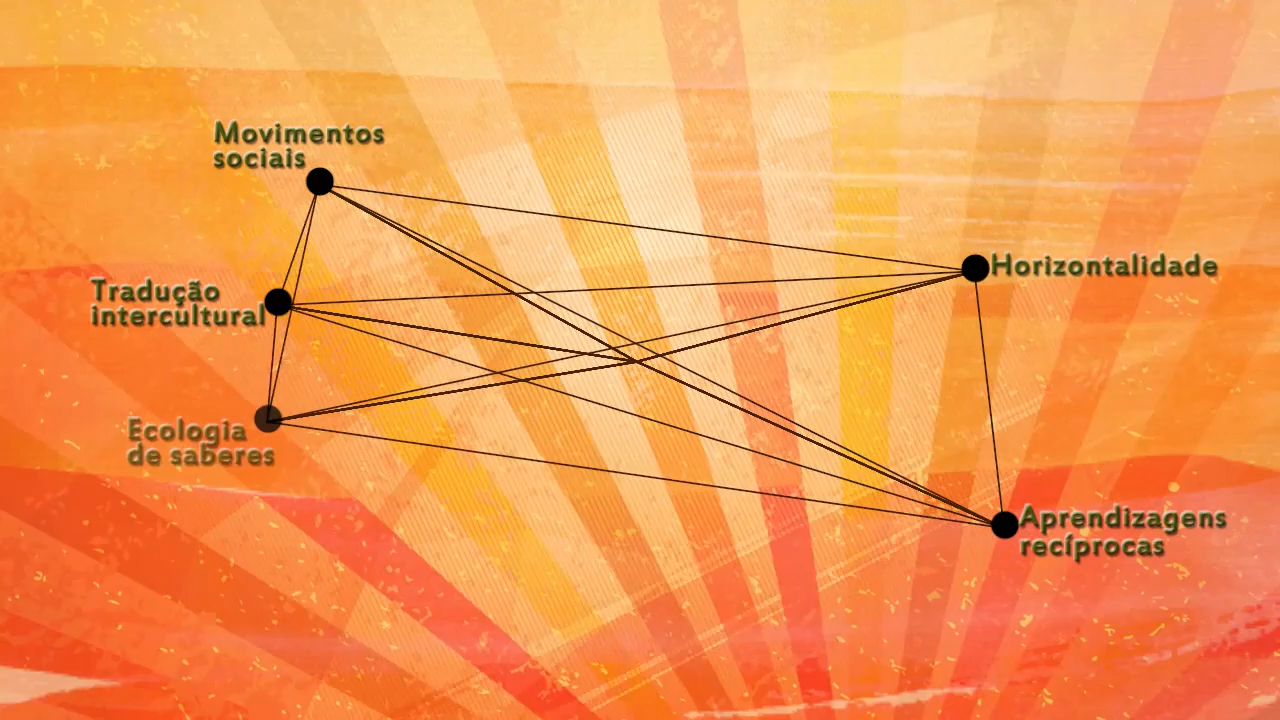 Movimentos
sociais
Tradução
intercultural
Ecologia
de saberes
Horizontalidade
Aprendizagens
recíprocas